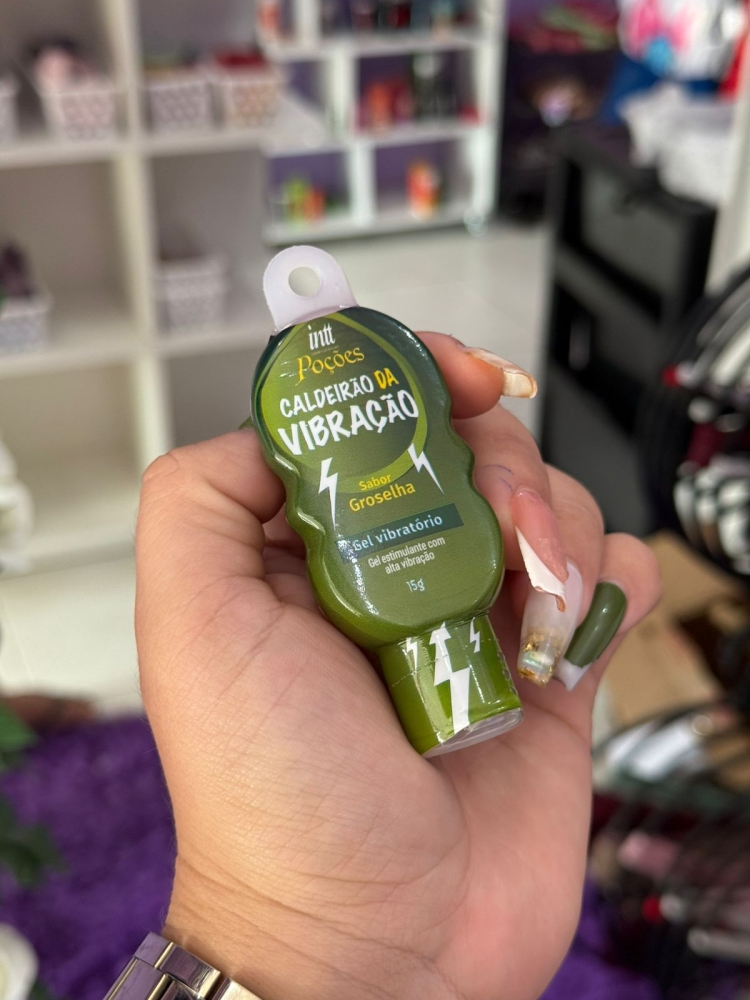 intt
Poções
CALDEIRÃO DA
VIBRAÇÃO
Sabor
Groselha
Gel vibratório
Gel estimulante com
alta vibração
15g